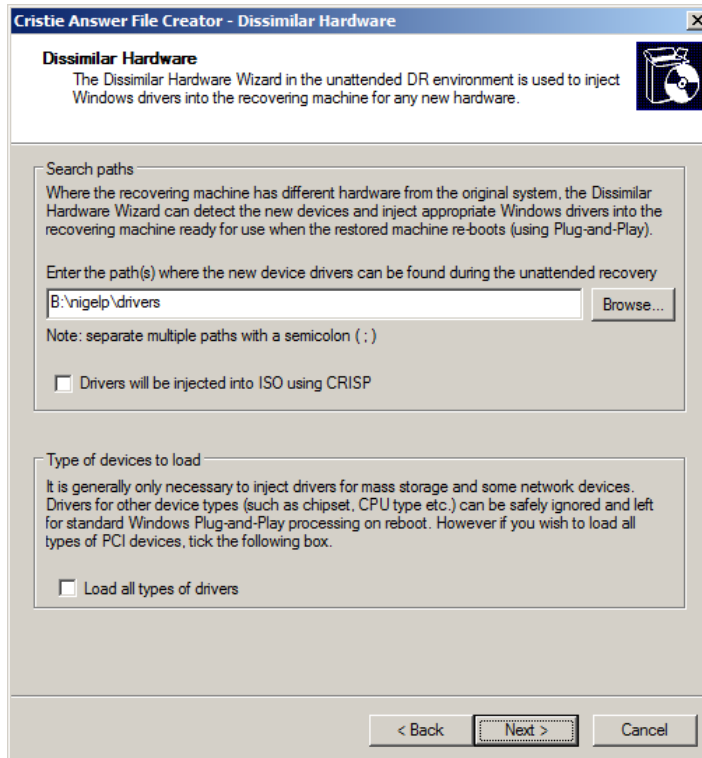 Cristie Answer File Creator - Dissimilar Hardware
Dissimilar Hardware
The Dissimilar Hardware Wizard in the unattended DR environment is used to inject
Windows drivers into the recovering machine for any new hardware.
Search paths
Where the recovering machine has different hardware from the original system, the Dissimilar
Hardware Wizard can detect the new devices and inject appropriate Windows drivers into the
recovering machine ready for use when the restored machine re-boots (using Plug-and-Play).
Enter the path(s) where the new device drivers can be found during the unattended recovery
B:\nigelp\drivers
Browse...
Note: separate multiple paths with a semicolon ( ; )
Drivers will be injected into ISO using CRISP
Type of devices to load
It is generally only necessary to inject drivers for mass storage and some network devices.
Drivers for other device types (such as chipset, CPU type etc.) can be safely ignored and left
for standard Windows Plug-and-Play processing on reboot. However if you wish to load all
types of PCI devices, tick the following box.
Load all types of drivers
< Back
Next >
Cancel